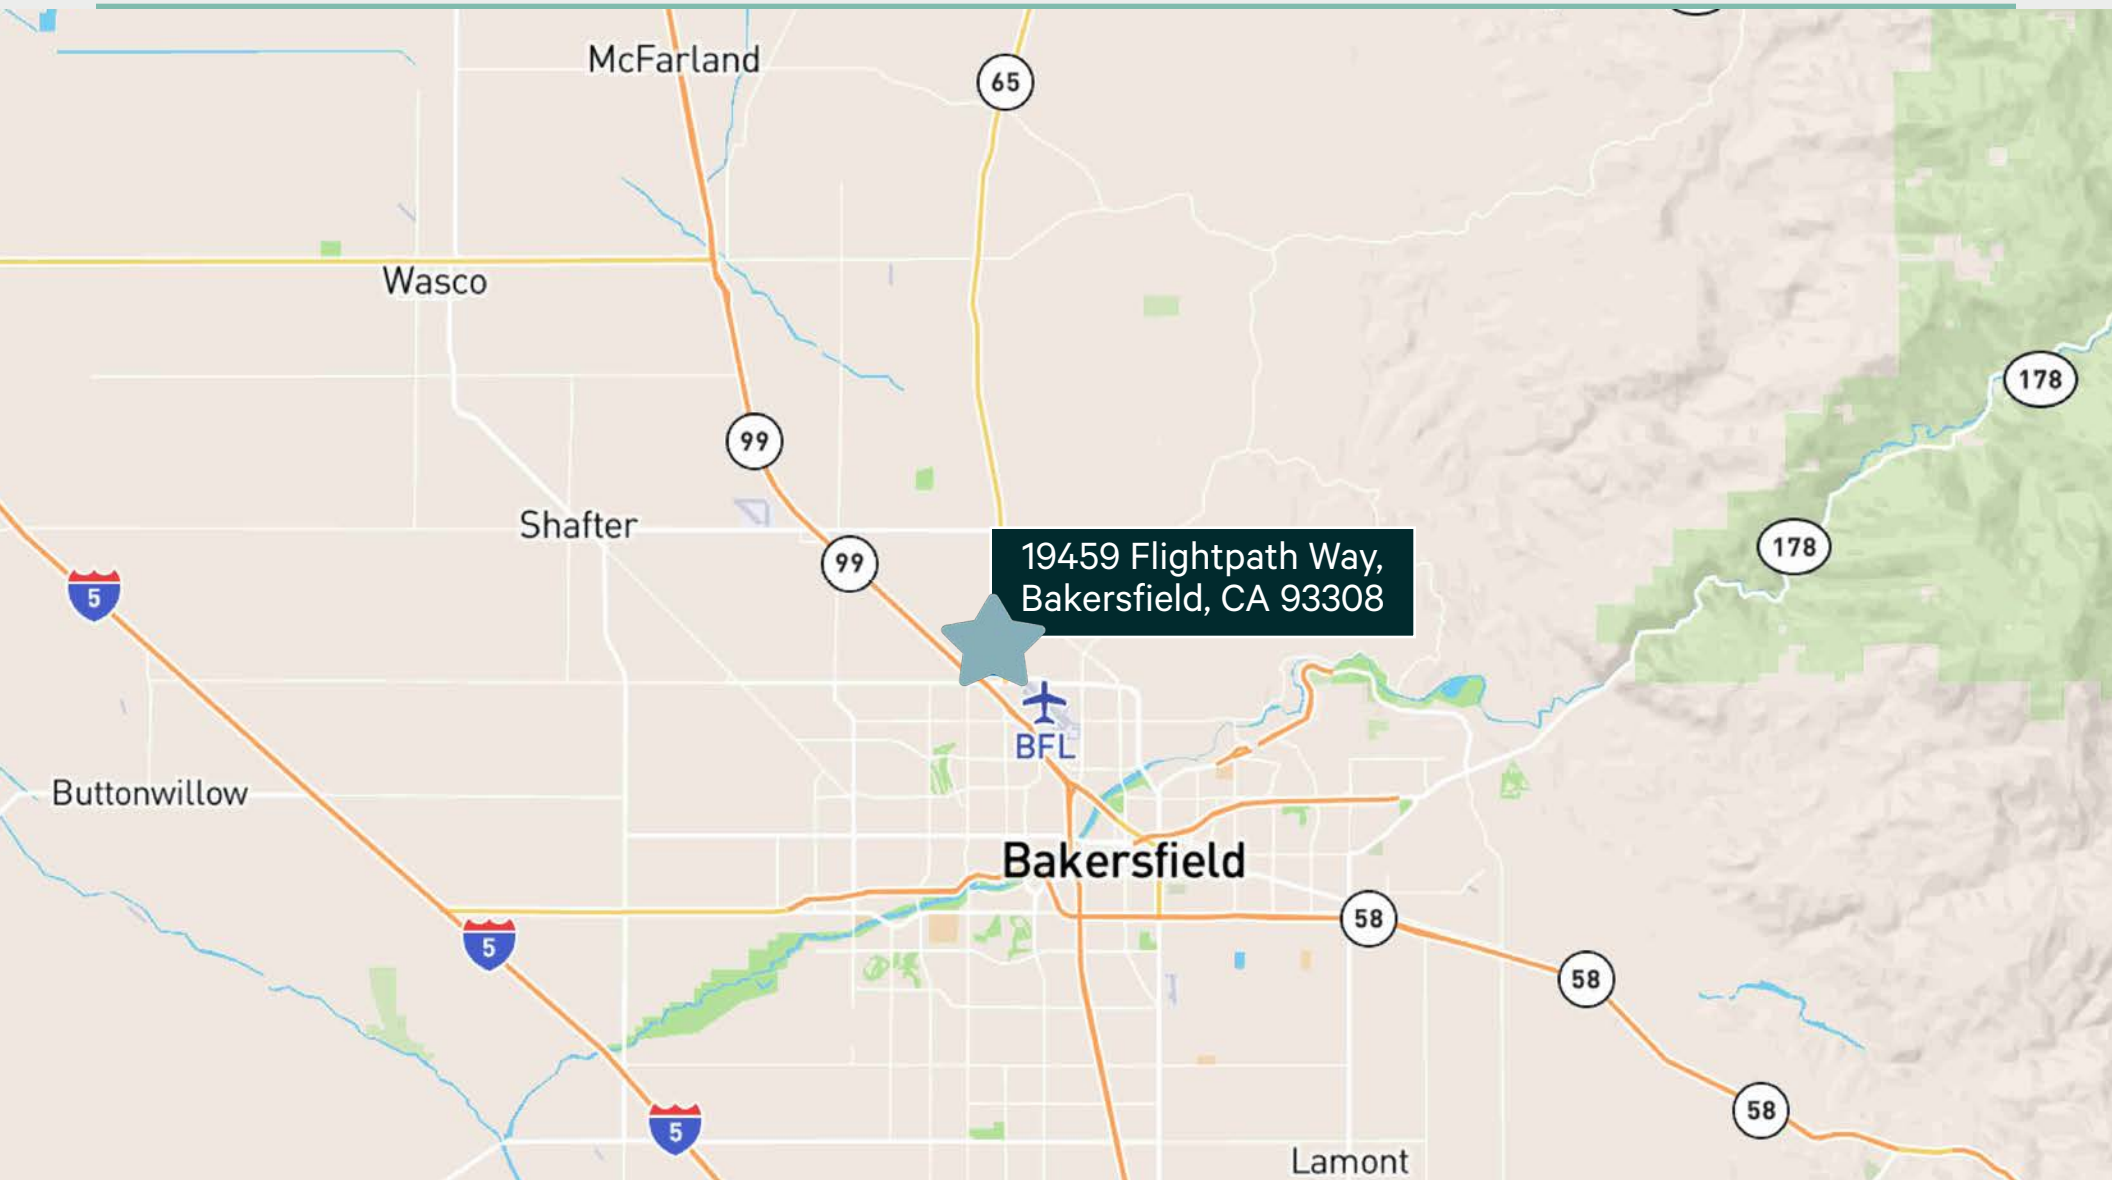 McFarland
65
Wasco
178
99
Shafter
99
178
19459 Flightpath Way,
Bakersfield, CA 93308
5
BFL
Buttonwillow
Bakersfield
58
5
58
58
5
Lamont